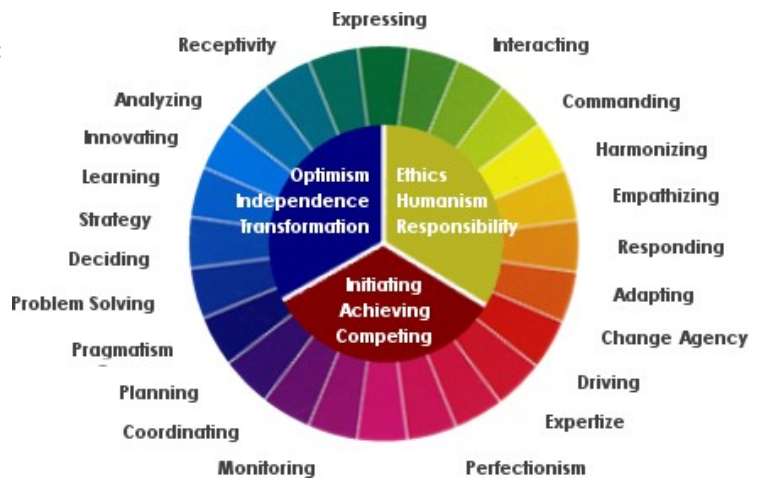 Expressing
Receptivity
Interacting
Analyzing
Commanding
Innovating
Harmonizing
Learning
Empathizing
Strategy
Responding
Deciding
Adapting
Problem Solving
Change Agency
Pragmatism
Driving
Planning
Expertize
Coordinating
Monitoring
Perfectionism
Optimism
Independence
Transformation
Ethics
Humanism
Responsibility
Initiating
Achieving
Competing